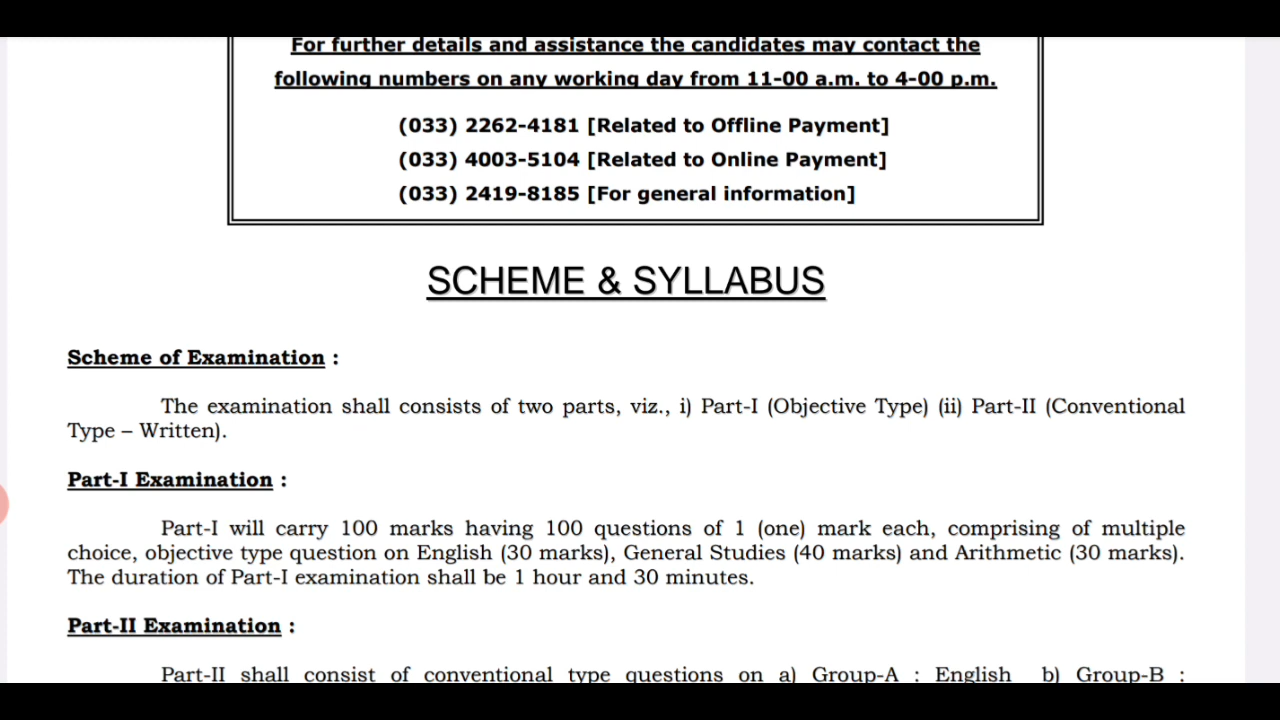 For further details and assistance the candidates may contact the
following numbers on any working day from 11-00 a.m. to 4-00 p.m.
(033) 2262-4181 [Related to Offline Payment]
(033) 4003-5104 [Related to Online Payment]
(033) 2419-8185 [For general information]
SCHEME & SYLLABUS
Scheme of Examination :
The examination shall consists of two parts, viz., i) Part-I (Objective Type) (ii) Part-II (Conventional
Type – Written).
Part-I Examination :
Part-I will carry 100 marks having 100 questions of 1 (one) mark each, comprising of multiple
choice, objective type question on English (30 marks), General Studies (40 marks) and Arithmetic (30 marks).
The duration of Part-I examination shall be 1 hour and 30 minutes.
Part-II Examination :
Part-II shall consist of conventional type questions on a) Group-A : English b) Group-B :